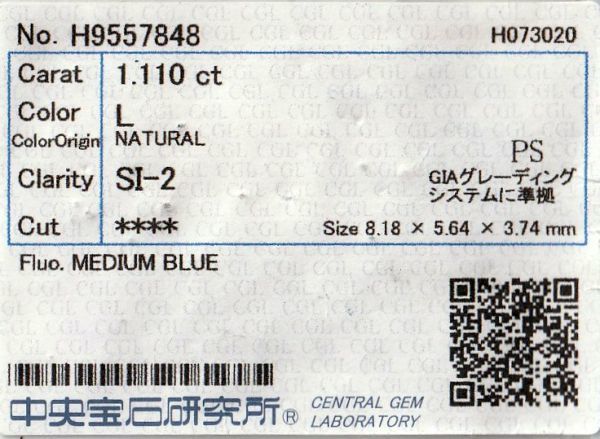 No. H9557848 H073020
Carat 1.110 ct
Color L
ColorOrigin NATURAL
PS
Clarity SI-2
GIAグレーディング
システムに準拠
Cut **** Size 8.18 × 5.64 × 3.74 mm
Fluo. MEDIUM BLUE
中央宝石研究所® CENTRAL GEM
LABORATORY